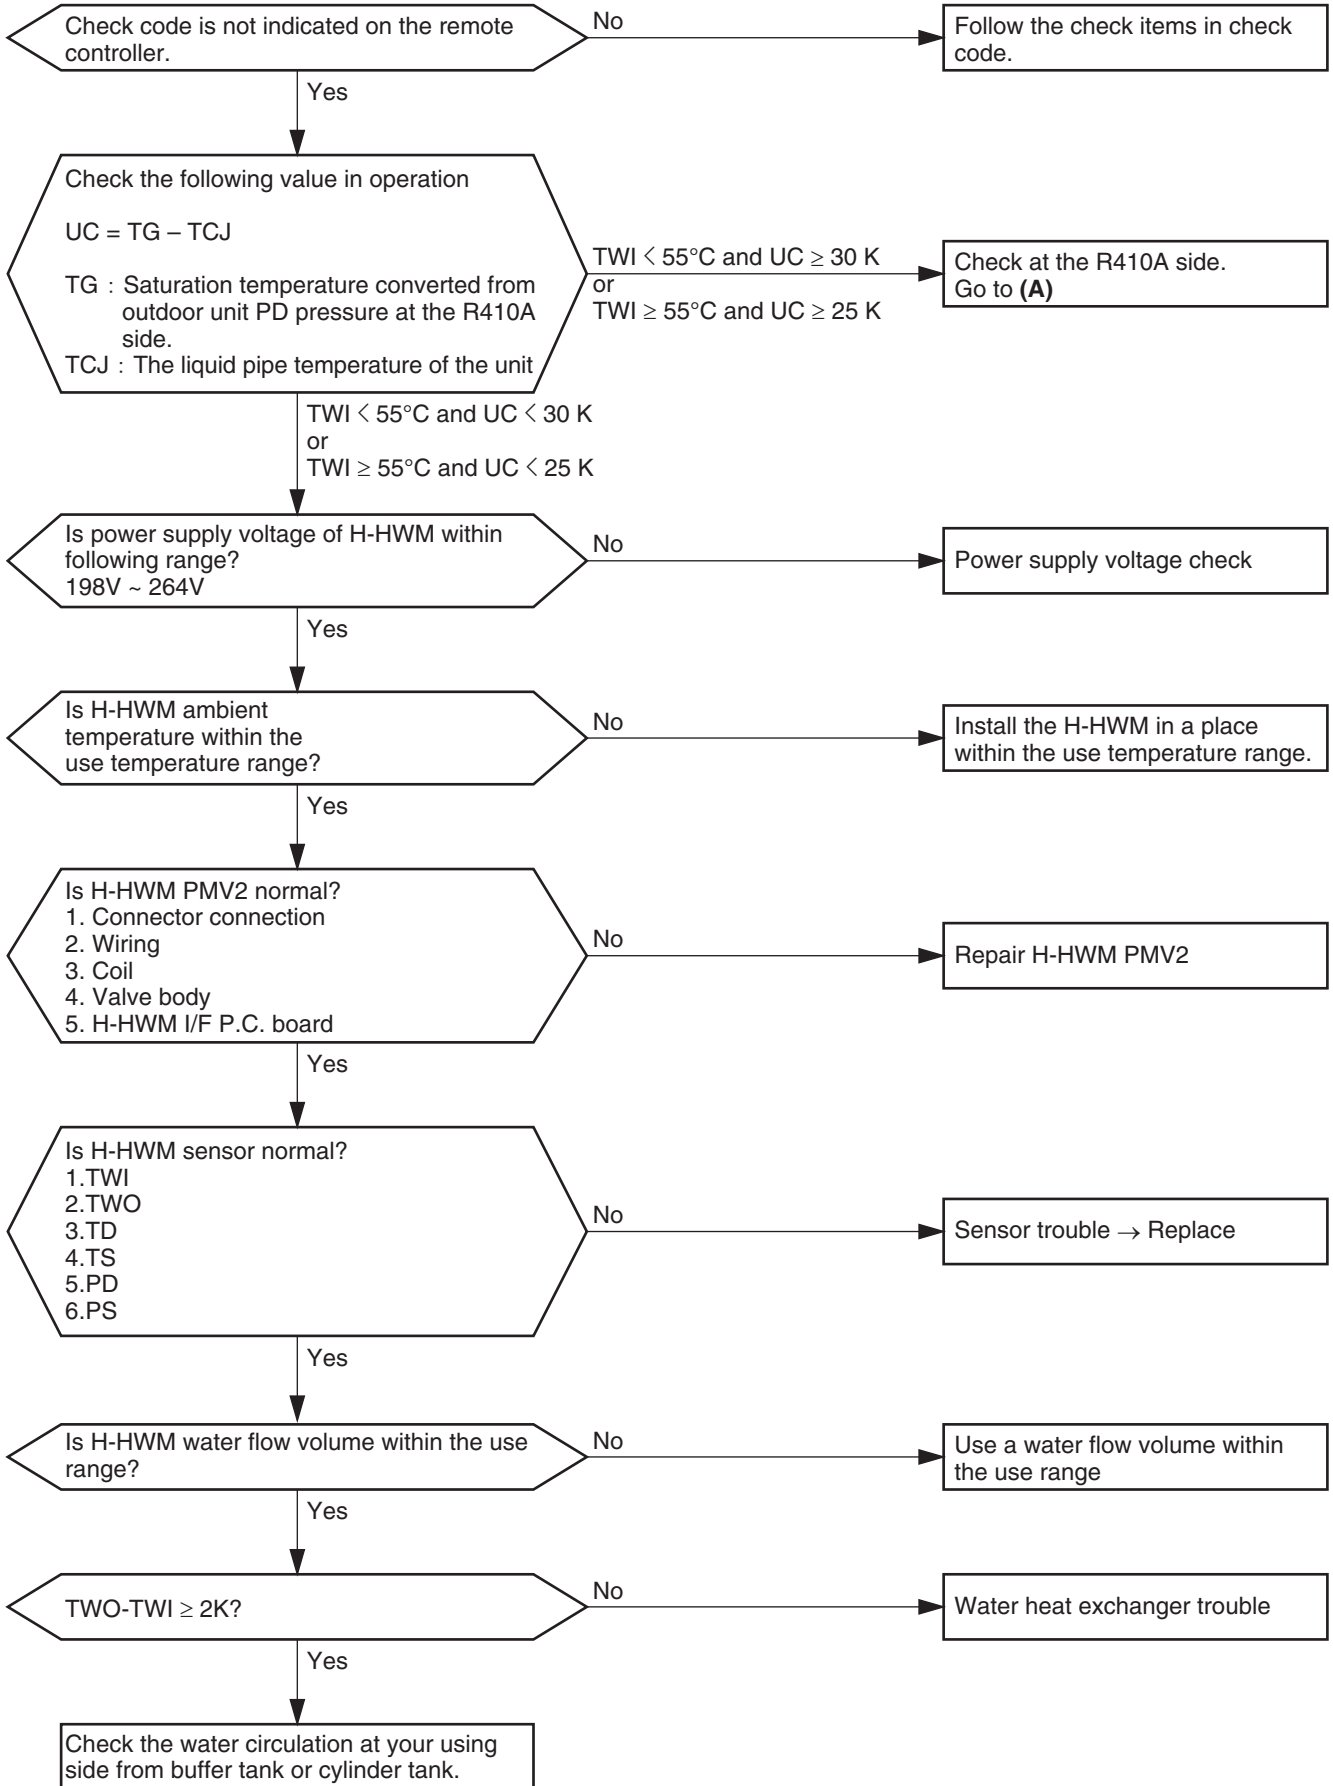 Check code is not indicated on the remote
controller.
No
Follow the check items in check
code.
Yes
Check the following value in operation
UC = TG – TCJ
TG : Saturation temperature converted from
outdoor unit PD pressure at the R410A
side.
TCJ : The liquid pipe temperature of the unit
TWI < 55°C and UC ≥ 30 K
or
TWI ≥ 55°C and UC ≥ 25 K
Check at the R410A side.
Go to (A)
TWI < 55°C and UC < 30 K
or
TWI ≥ 55°C and UC < 25 K
Is power supply voltage of H-HWM within
following range?
198V ~ 264V
No
Power supply voltage check
Yes
Is H-HWM ambient
temperature within the
use temperature range?
No
Install the H-HWM in a place
within the use temperature range.
Yes
Is H-HWM PMV2 normal?
1. Connector connection
2. Wiring
3. Coil
4. Valve body
5. H-HWM I/F P.C. board
No
Repair H-HWM PMV2
Yes
Is H-HWM sensor normal?
1.TWI
2.TWO
3.TD
4.TS
5.PD
6.PS
No
Sensor trouble → Replace
Yes
Is H-HWM water flow volume within the use
range?
No
Use a water flow volume within
the use range
Yes
TWO-TWI ≥ 2K?
No
Water heat exchanger trouble
Yes
Check the water circulation at your using
side from buffer tank or cylinder tank.